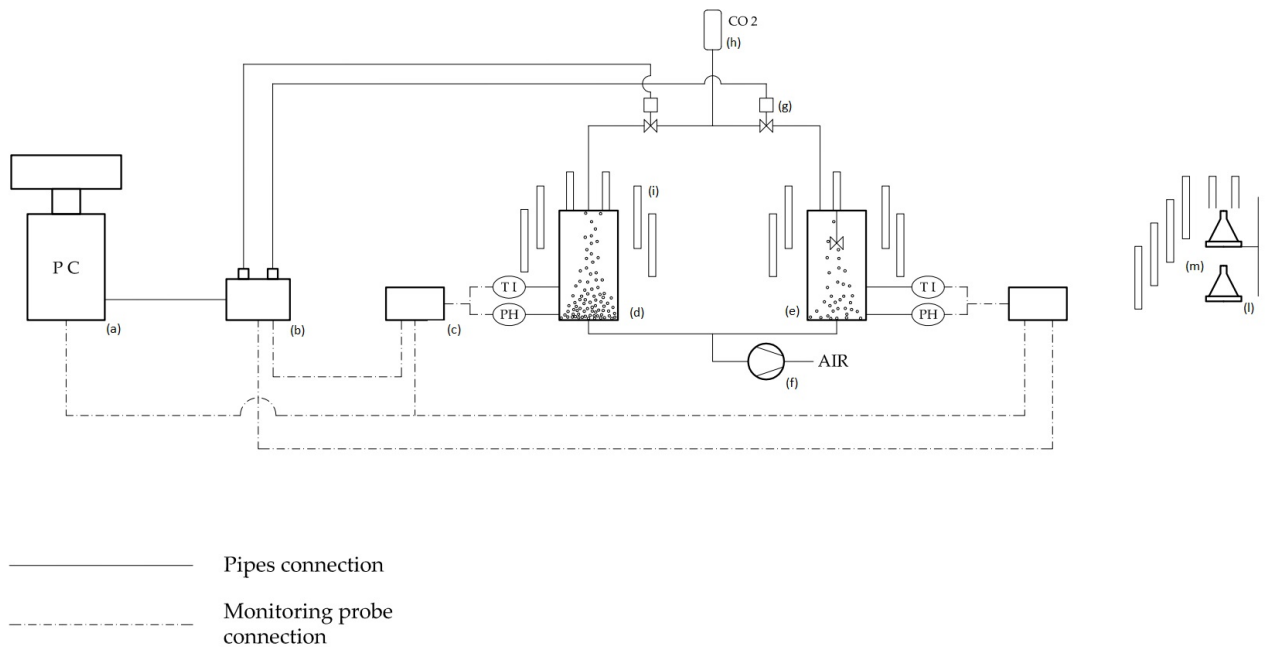 CO 2
(h)
(g)
(i)
P C
(m)
T I
T I
PH
PH
(a)
(b)
(c)
(d)
(e)
(l)
AIR
(f)
Pipes connection
Monitoring probe
connection